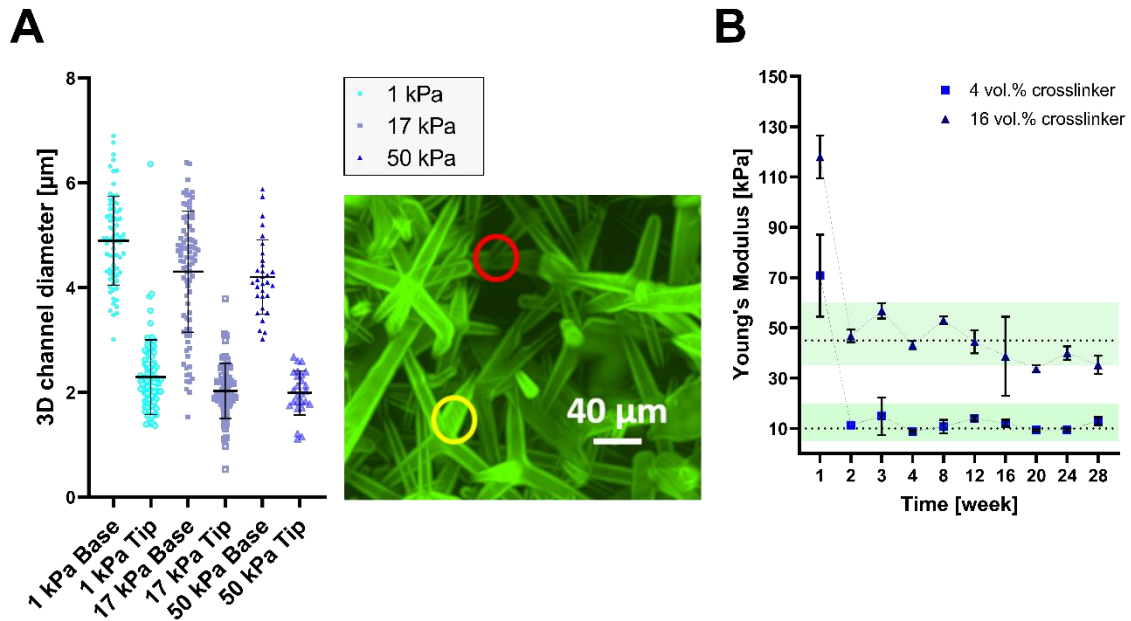 A
8
6
4
2
0
3D channel diameter [µm]
1 kPa Base
1 kPa Tip
17 kPa Base
17 kPa Tip
50 kPa Base
50 kPa Tip
1 kPa
17 kPa
50 kPa
40 µm
B
150
130
110
90
70
50
30
10
Young's Modulus [kPa]
4 vol.% crosslinker
16 vol.% crosslinker
1 2 3 4 8 12 16 20 24 28
Time [week]